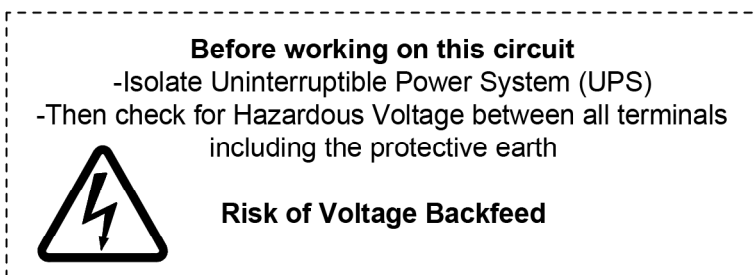 Before working on this circuit
-Isolate Uninterruptible Power System (UPS)
-Then check for Hazardous Voltage between all terminals
including the protective earth
Risk of Voltage Backfeed